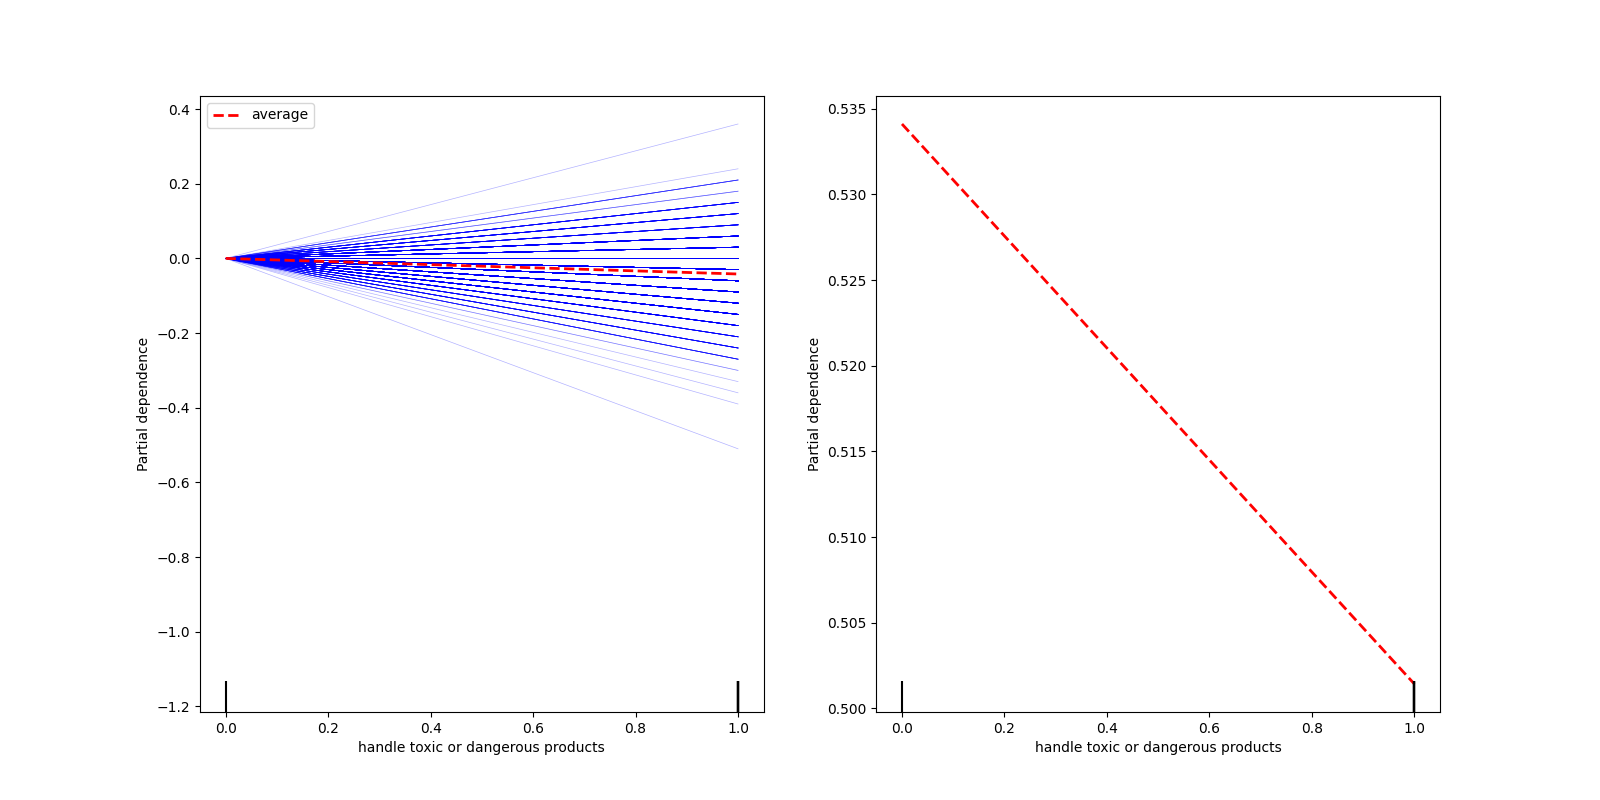 average
0.4
0.2
0.0
−0.2
−0.4
−0.6
−0.8
−1.0
−1.2
Partial dependence
0.0 0.2 0.4 0.6 0.8 1.0
handle toxic or dangerous products
0.535
0.530
0.525
0.520
0.515
0.510
0.505
0.500
Partial dependence
0.0 0.2 0.4 0.6 0.8 1.0
handle toxic or dangerous products